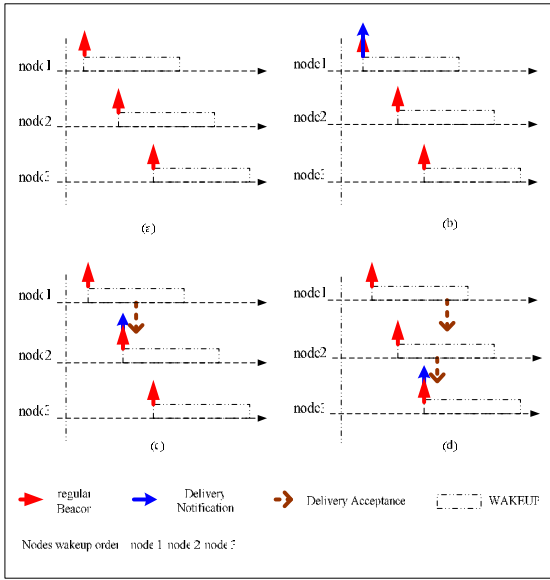 node1
node2
node3
(a)
node1
node2
node3
(b)
node1
node2
node3
(c)
node1
node2
node3
(d)
regular
Beacon
Delivery
Notification
Delivery Acceptance
WAKEUP
Nodes wakeup order node 1 node 2 node 3